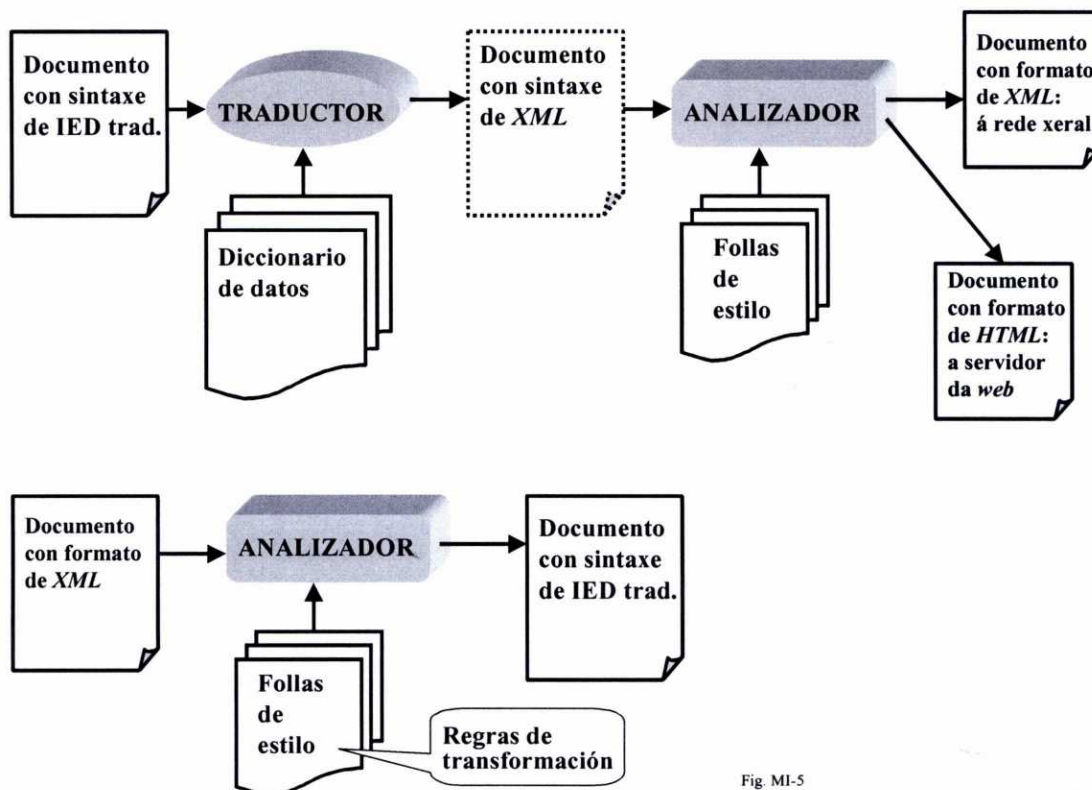 Documento
con sintaxe
de IED trad.
TRADUCTOR
Documento
con sintaxe
de XML
ANALIZADOR
Documento
con formato
de XML:
á rede xeral
Diccionario
de datos
Follas
de
estilo
Documento
con formato
de HTML:
a servidor
da web
Documento
con formato
de XML
ANALIZADOR
Documento
con sintaxe
de IED trad.
Follas
de
estilo
Regras de
transformación
Fig. MI-5